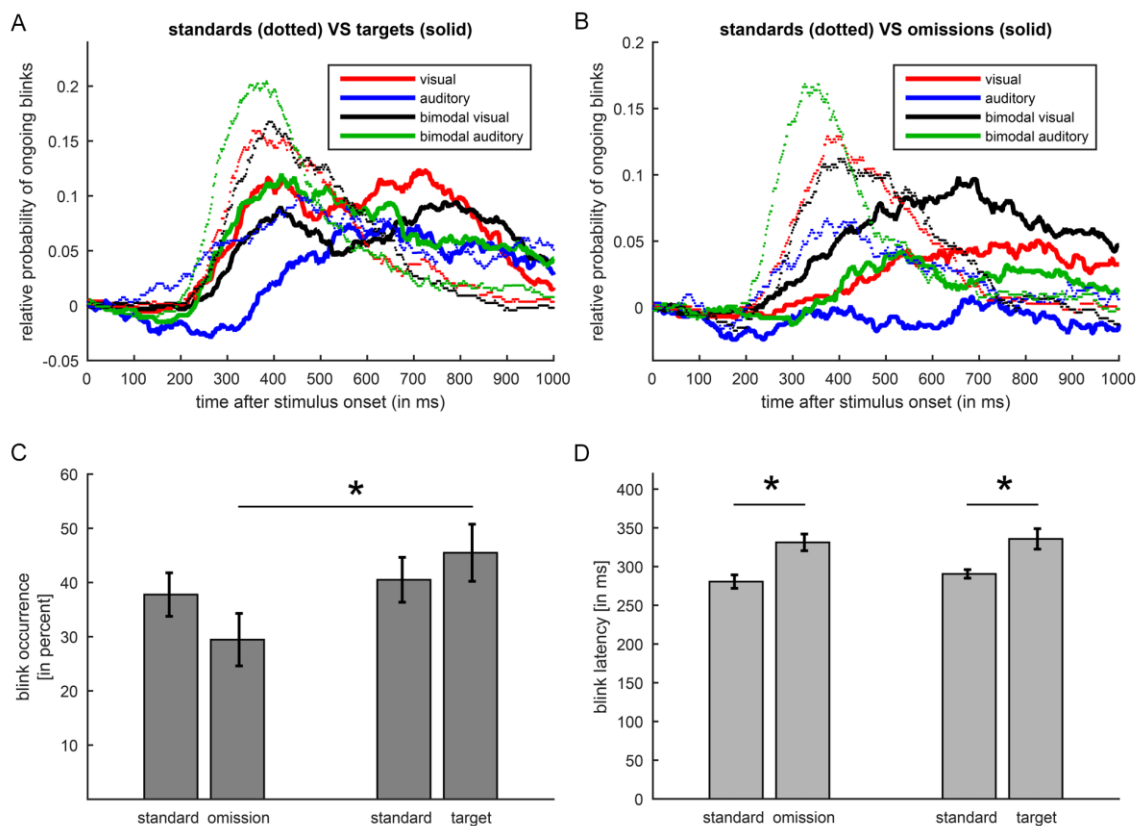 A
standards (dotted) VS targets (solid)
relative probability of ongoing blinks
0.2
0.15
0.1
0.05
0
-0.05
visual
auditory
bimodal visual
bimodal auditory
0 100 200 300 400 500 600 700 800 900 1000
time after stimulus onset (in ms)
B
standards (dotted) VS omissions (solid)
relative probability of ongoing blinks
0.2
0.15
0.1
0.05
0
visual
auditory
bimodal visual
bimodal auditory
0 100 200 300 400 500 600 700 800 900 1000
time after stimulus onset (in ms)
C
blink occurrence
[in percent]
60
50
40
30
20
10
*
standard omission standard target
D
blink latency [in ms]
400
350
300
250
200
150
100
50
0
* *
standard omission standard target